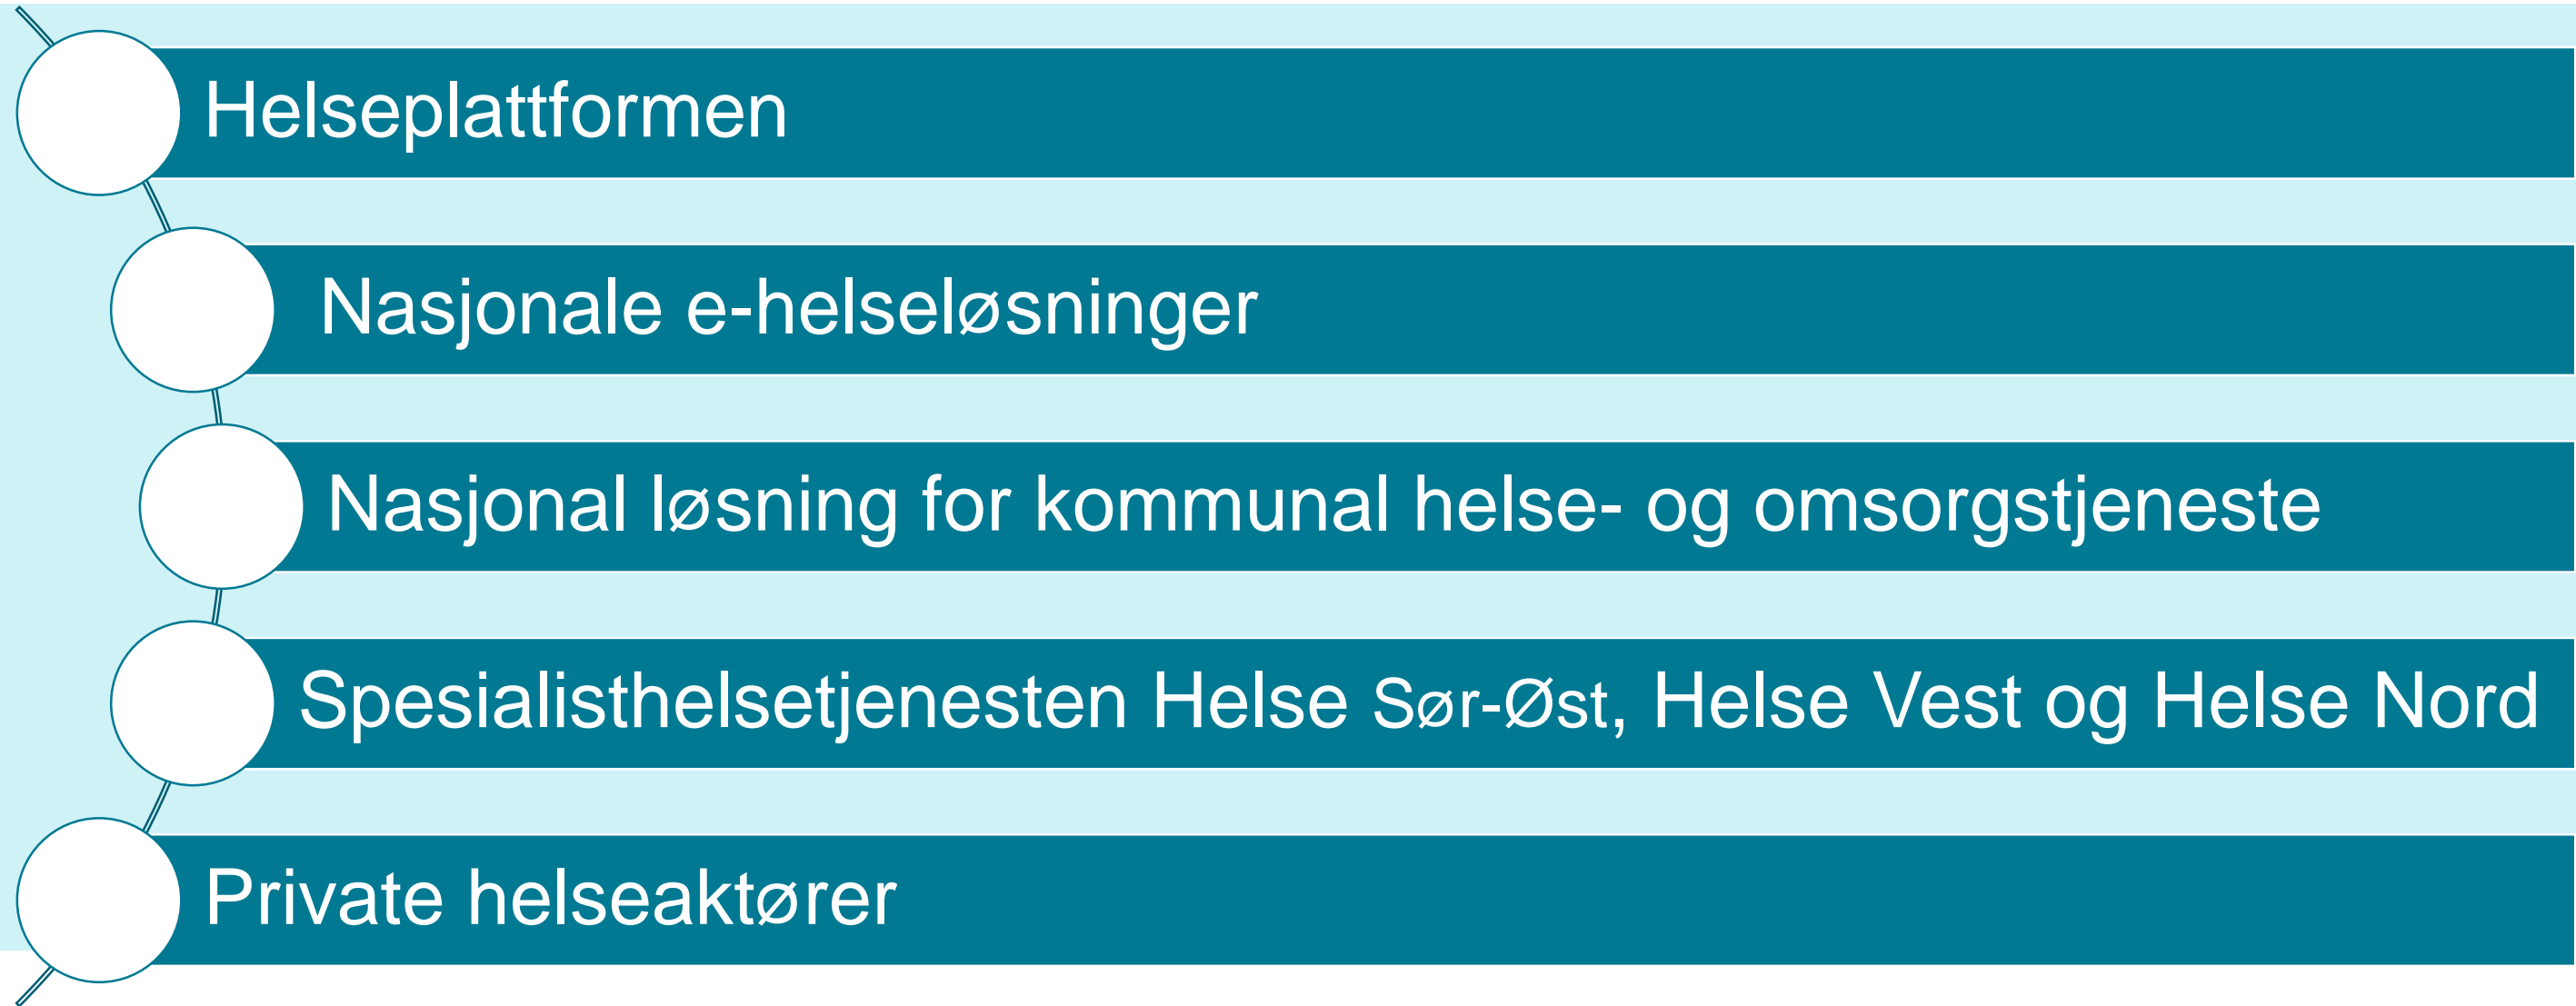 Helseplattformen
Nasjonale e-helseløsninger
Nasjonal løsning for kommunal helse- og omsorgstjeneste
Spesialisthelsetjenesten Helse Sør-Øst, Helse Vest og Helse Nord
Private helseaktører